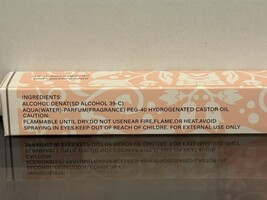 INGREDIENTS:
ALCOHOL DENAT(SD ALCOHOL 39-C)
AQUA(WATER)-PARFUM(FRAGRANCE) PEG-40 HYDROGENATED CASTOR OIL
CAUTION:
FLAMMABLE UNTIL DRY.DO NOT USENEAR FIRE,FLAME,OR HEAT.AVOID
SPRAYING IN EYES.KEEP OUT OF REACH OF CHILDRE. FOR EXTERNAL USE ONLY